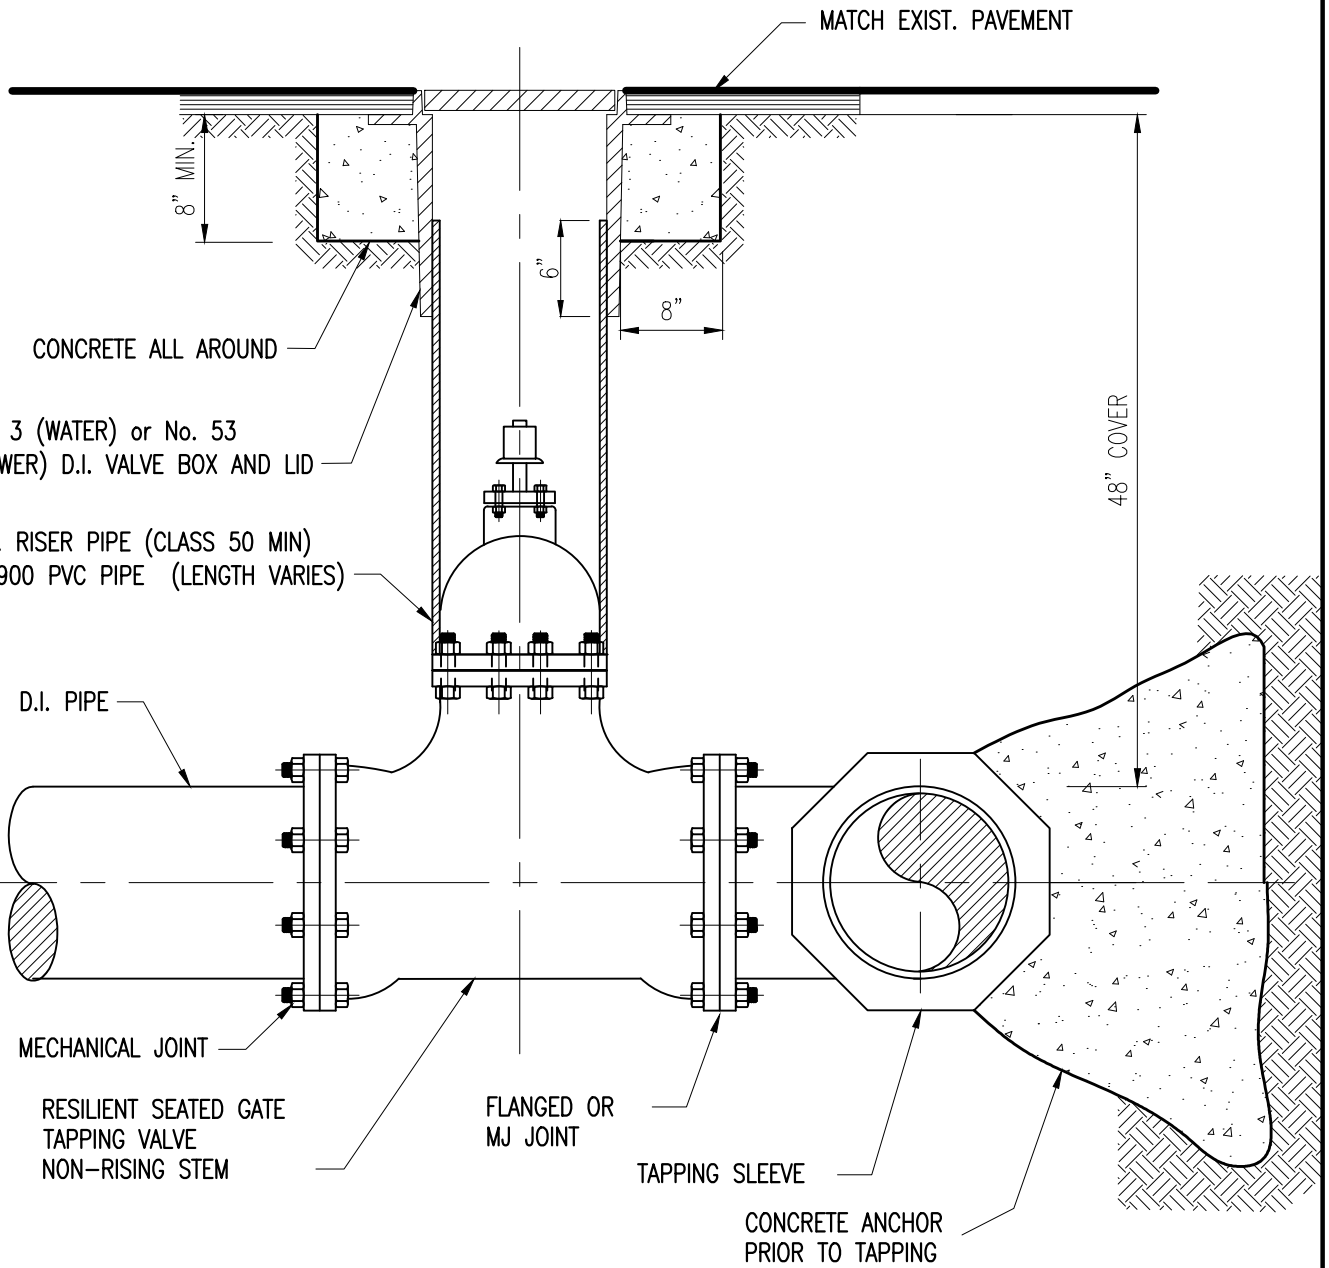 MATCH EXIST. PAVEMENT
8" MIN.
6"
8"
CONCRETE ALL AROUND
48" COVER
3 (WATER) or No. 53
WER) D.I. VALVE BOX AND LID
RISER PIPE (CLASS 50 MIN)
900 PVC PIPE (LENGTH VARIES)
D.I. PIPE
MECHANICAL JOINT
RESILIENT SEATED GATE
TAPPING VALVE
NON-RISING STEM
FLANGED OR
MJ JOINT
TAPPING SLEEVE
CONCRETE ANCHOR
PRIOR TO TAPPING